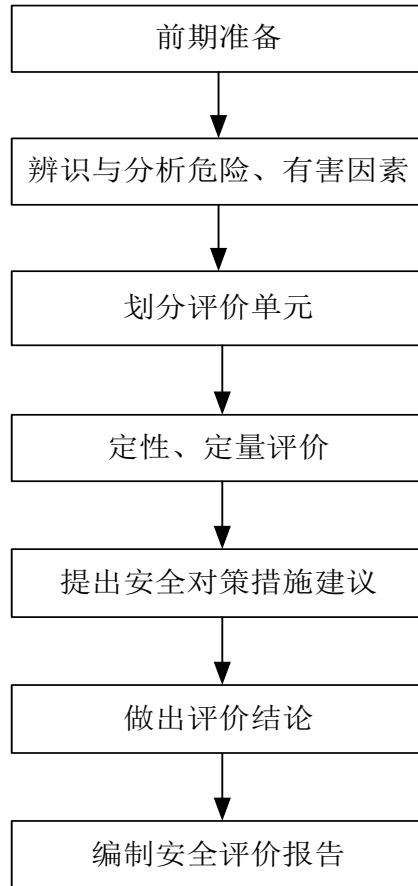 前期准备
辨识与分析危险、有害因素
划分评价单元
定性、定量评价
提出安全对策措施建议
做出评价结论
编制安全评价报告